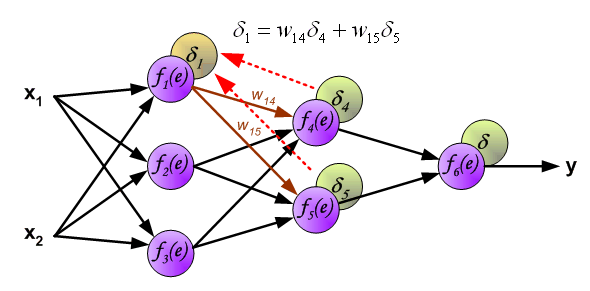 δ₁ = w₁₄δ₄ + w₁₅δ₅
δ₁
f₁(e)
x₁
w₁₄
δ₄
f₄(e)
w₁₅
δ
f₂(e)
f₆(e)
y
δ₅
f₅(e)
x₂
f₃(e)